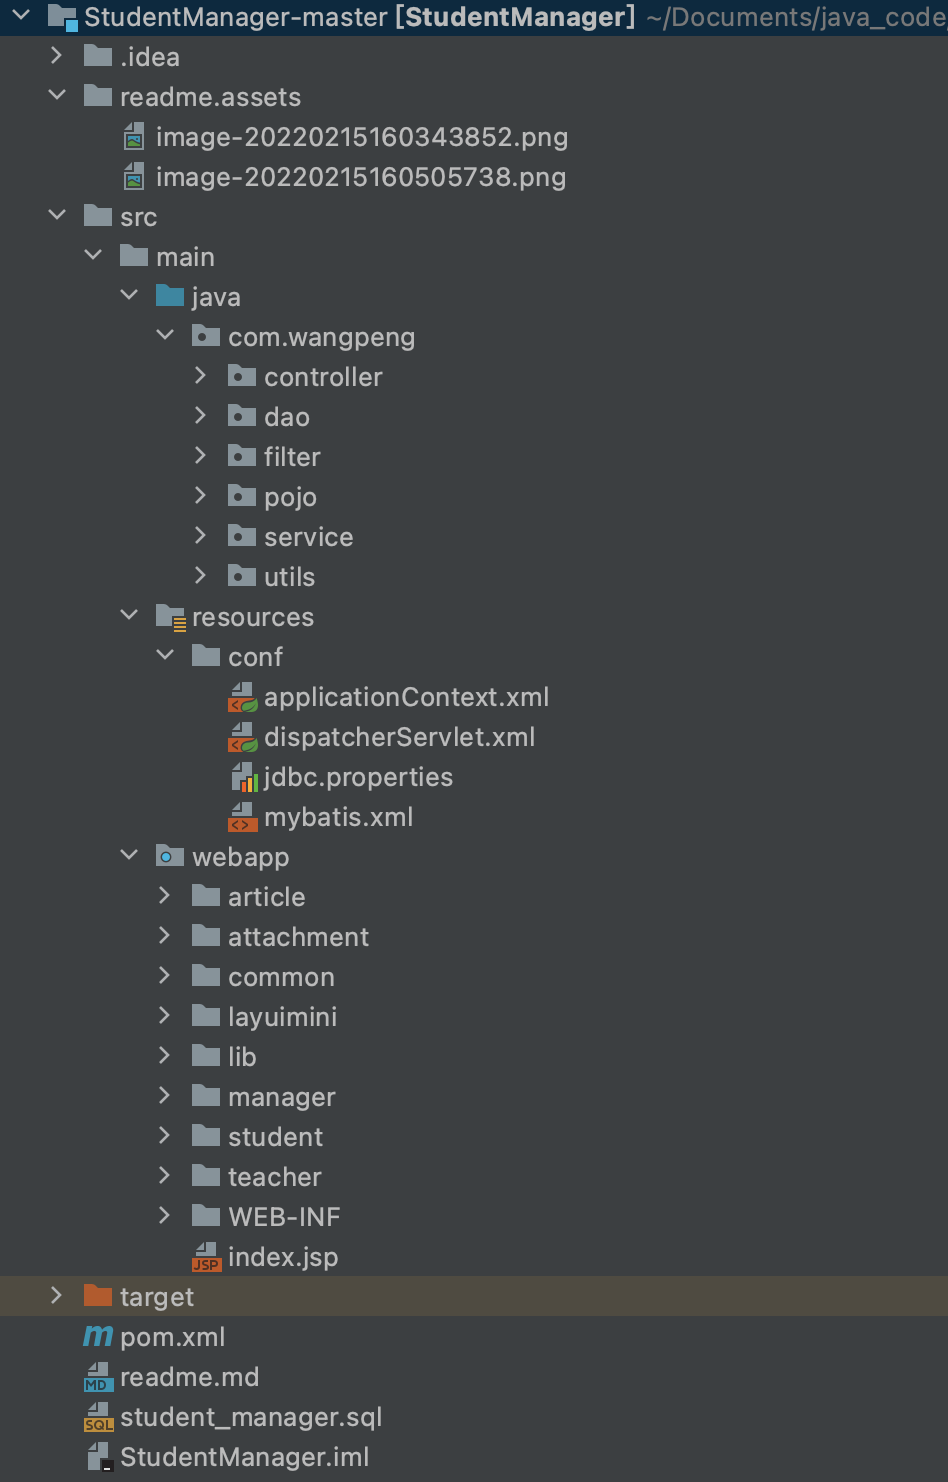 StudentManager-master [StudentManager] ~/Documents/java_code
.idea
readme.assets
image-20220215160343852.png
image-20220215160505738.png
src
main
java
com.wangpeng
controller
dao
filter
pojo
service
utils
resources
conf
applicationContext.xml
dispatcherServlet.xml
jdbc.properties
mybatis.xml
webapp
article
attachment
common
layuimini
lib
manager
student
teacher
WEB-INF
JSP index.jsp
target
m pom.xml
MD readme.md
SQL student_manager.sql
StudentManager.iml